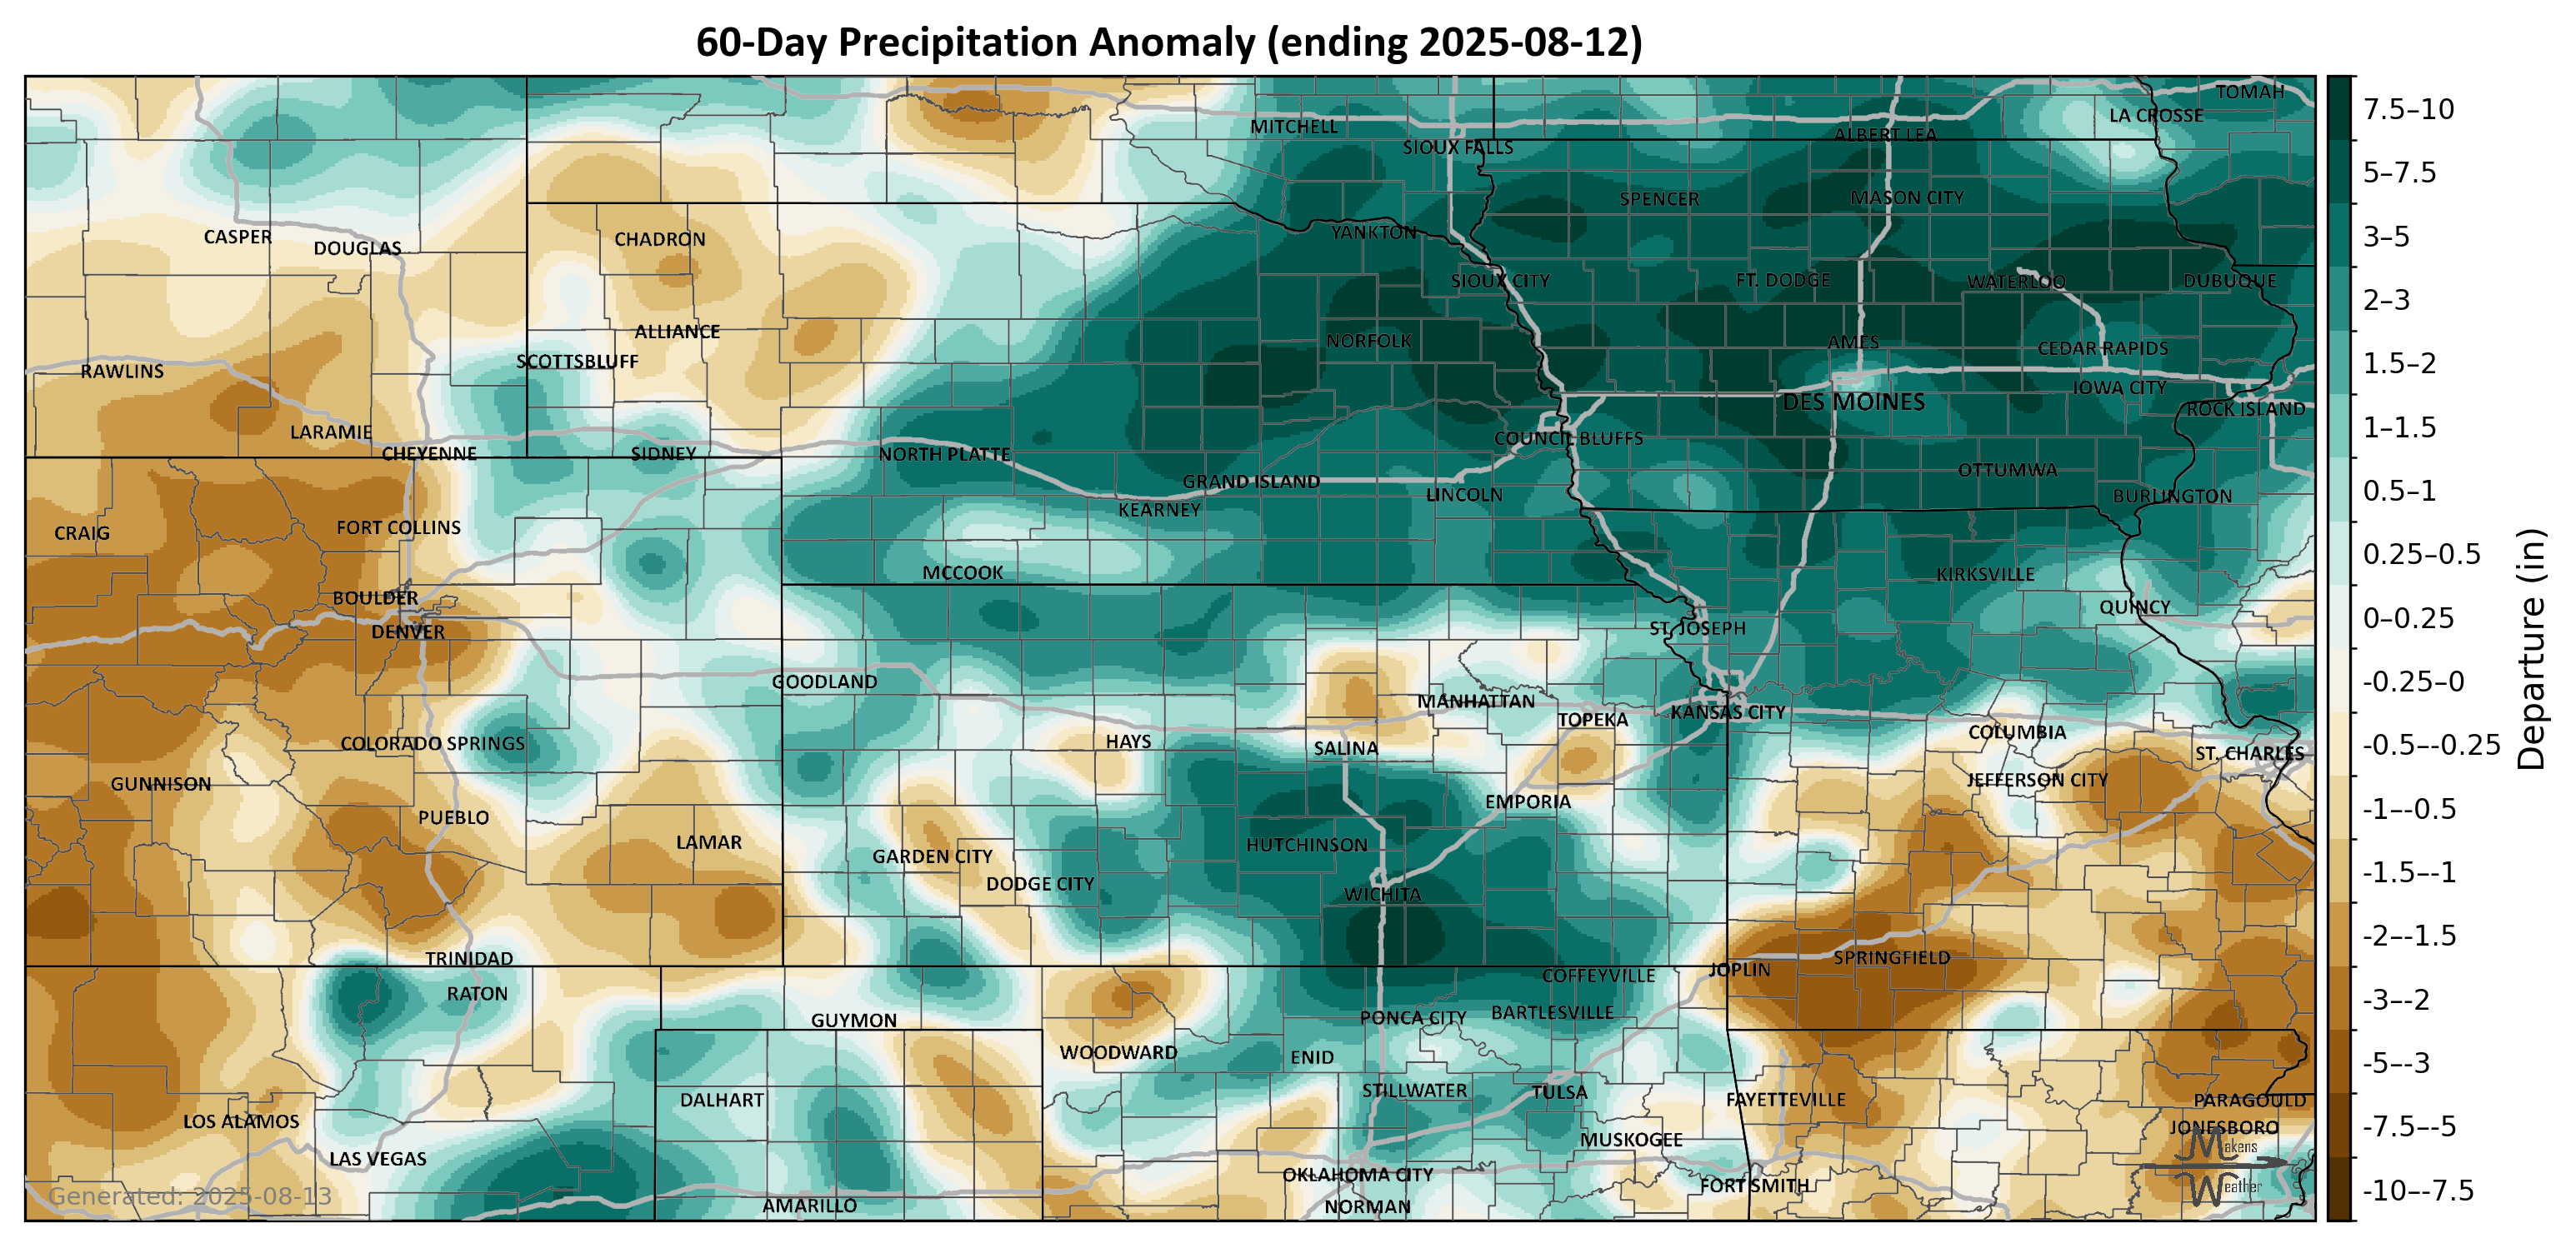 60-Day Precipitation Anomaly (ending 2025-08-12)
TOMAH
LA CROSSE
MITCHELL
ALBERT LEA
SIOUX FALLS
SPENCER
MASON CITY
YANKTON
CASPER
DOUGLAS
CHADRON
SIOUX CITY
FT. DODGE
WATERLOO
DUBUQUE
ALLIANCE
NORFOLK
AMES
CEDAR RAPIDS
SCOTTSBLUFF
RAWLINS
IOWA CITY
DES MOINES
ROCK ISLAND
LARAMIE
COUNCIL BLUFFS
CHEYENNE
SIDNEY
NORTH PLATTE
OTTUMWA
GRAND ISLAND
LINCOLN
BURLINGTON
KEARNEY
CRAIG
FORT COLLINS
MCCOOK
KIRKSVILLE
BOULDER
QUINCY
DENVER
ST. JOSEPH
GOODLAND
MANHATTAN
TOPEKA
KANSAS CITY
COLUMBIA
COLORADO SPRINGS
HAYS
SALINA
ST. CHARLES
GUNNISON
JEFFERSON CITY
PUEBLO
EMPORIA
LAMAR
HUTCHINSON
GARDEN CITY
DODGE CITY
WICHITA
TRINIDAD
SPRINGFIELD
JOPLIN
COFFEYVILLE
RATON
GUYMON
PONCA CITY
BARTLESVILLE
WOODWARD
ENID
STILLWATER
TULSA
DALHART
FAYETTEVILLE
PARAGOULD
LOS ALAMOS
JONESBORO
MUSKOGEE
LAS VEGAS
OKLAHOMA CITY
FORT SMITH
AMARILLO
NORMAN
Generated: 2025-08-13
Makens
Weather
7.5–10
5–7.5
3–5
2–3
1.5–2
1–1.5
0.5–1
0.25–0.5
0–0.25
-0.25–0
-0.5–-0.25
-1–-0.5
-1.5–-1
-2–-1.5
-3–-2
-5–-3
-7.5–-5
-10–-7.5
Departure (in)